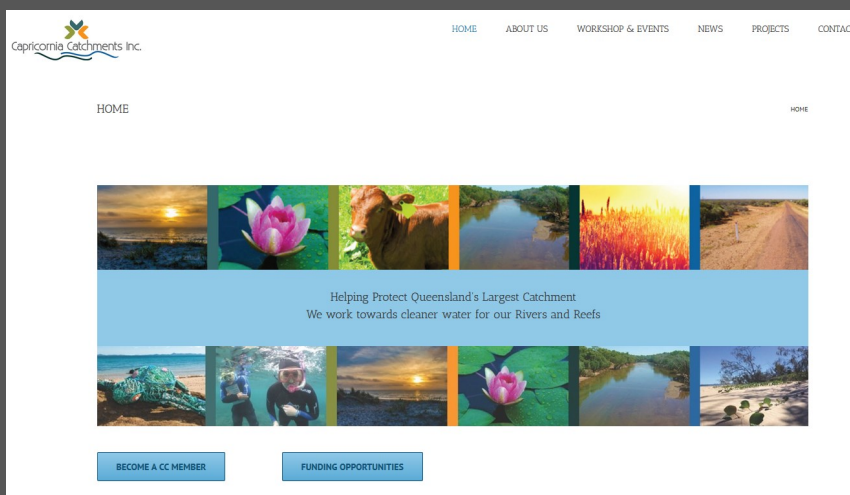 Capricornia Catchments Inc.
HOME ABOUT US WORKSHOP & EVENTS NEWS PROJECTS CONTAC
HOME
HOME
Helping Protect Queensland's Largest Catchment
We work towards cleaner water for our Rivers and Reefs
BECOME A CC MEMBER
FUNDING OPPORTUNITIES